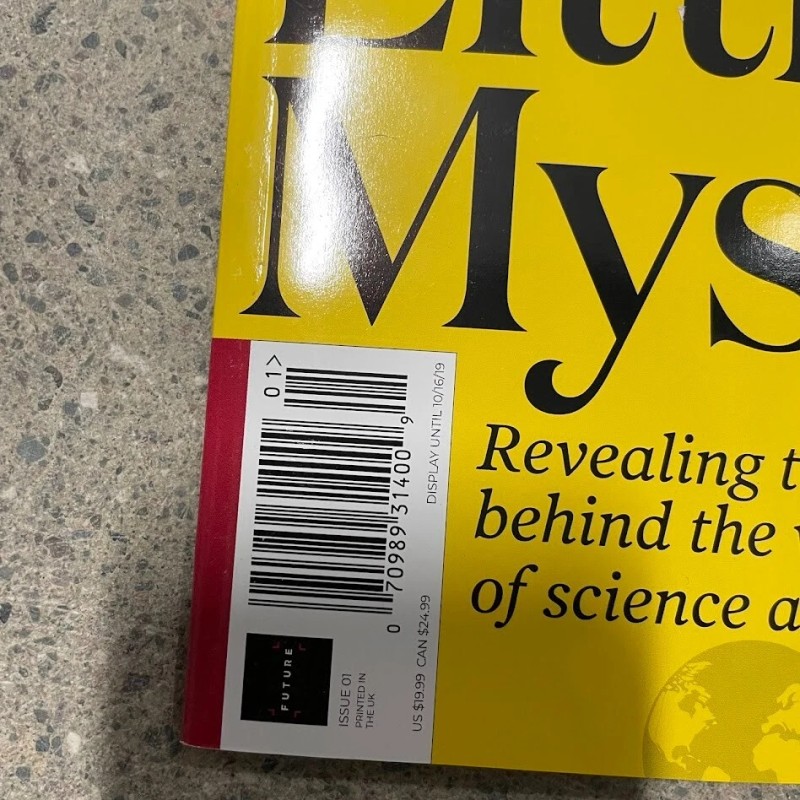 Mys
Revealing t
behind the
of science a
01>
0 70989 31400 9
DISPLAY UNTIL 10/16/19
US $19.99 CAN $24.99
FUTURE
ISSUE 01
PRINTED IN
THE UK